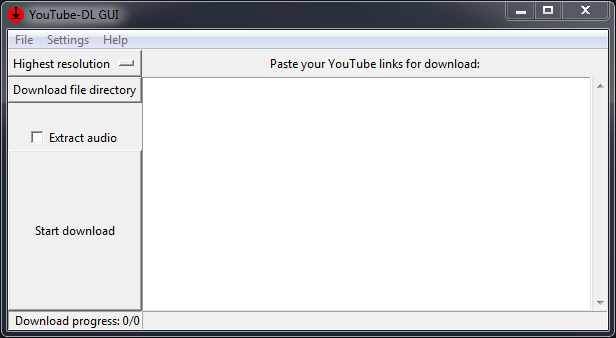 YouTube-DL GUI
File Settings Help
Highest resolution
Paste your YouTube links for download:
Download file directory
Extract audio
Start download
Download progress: 0/0